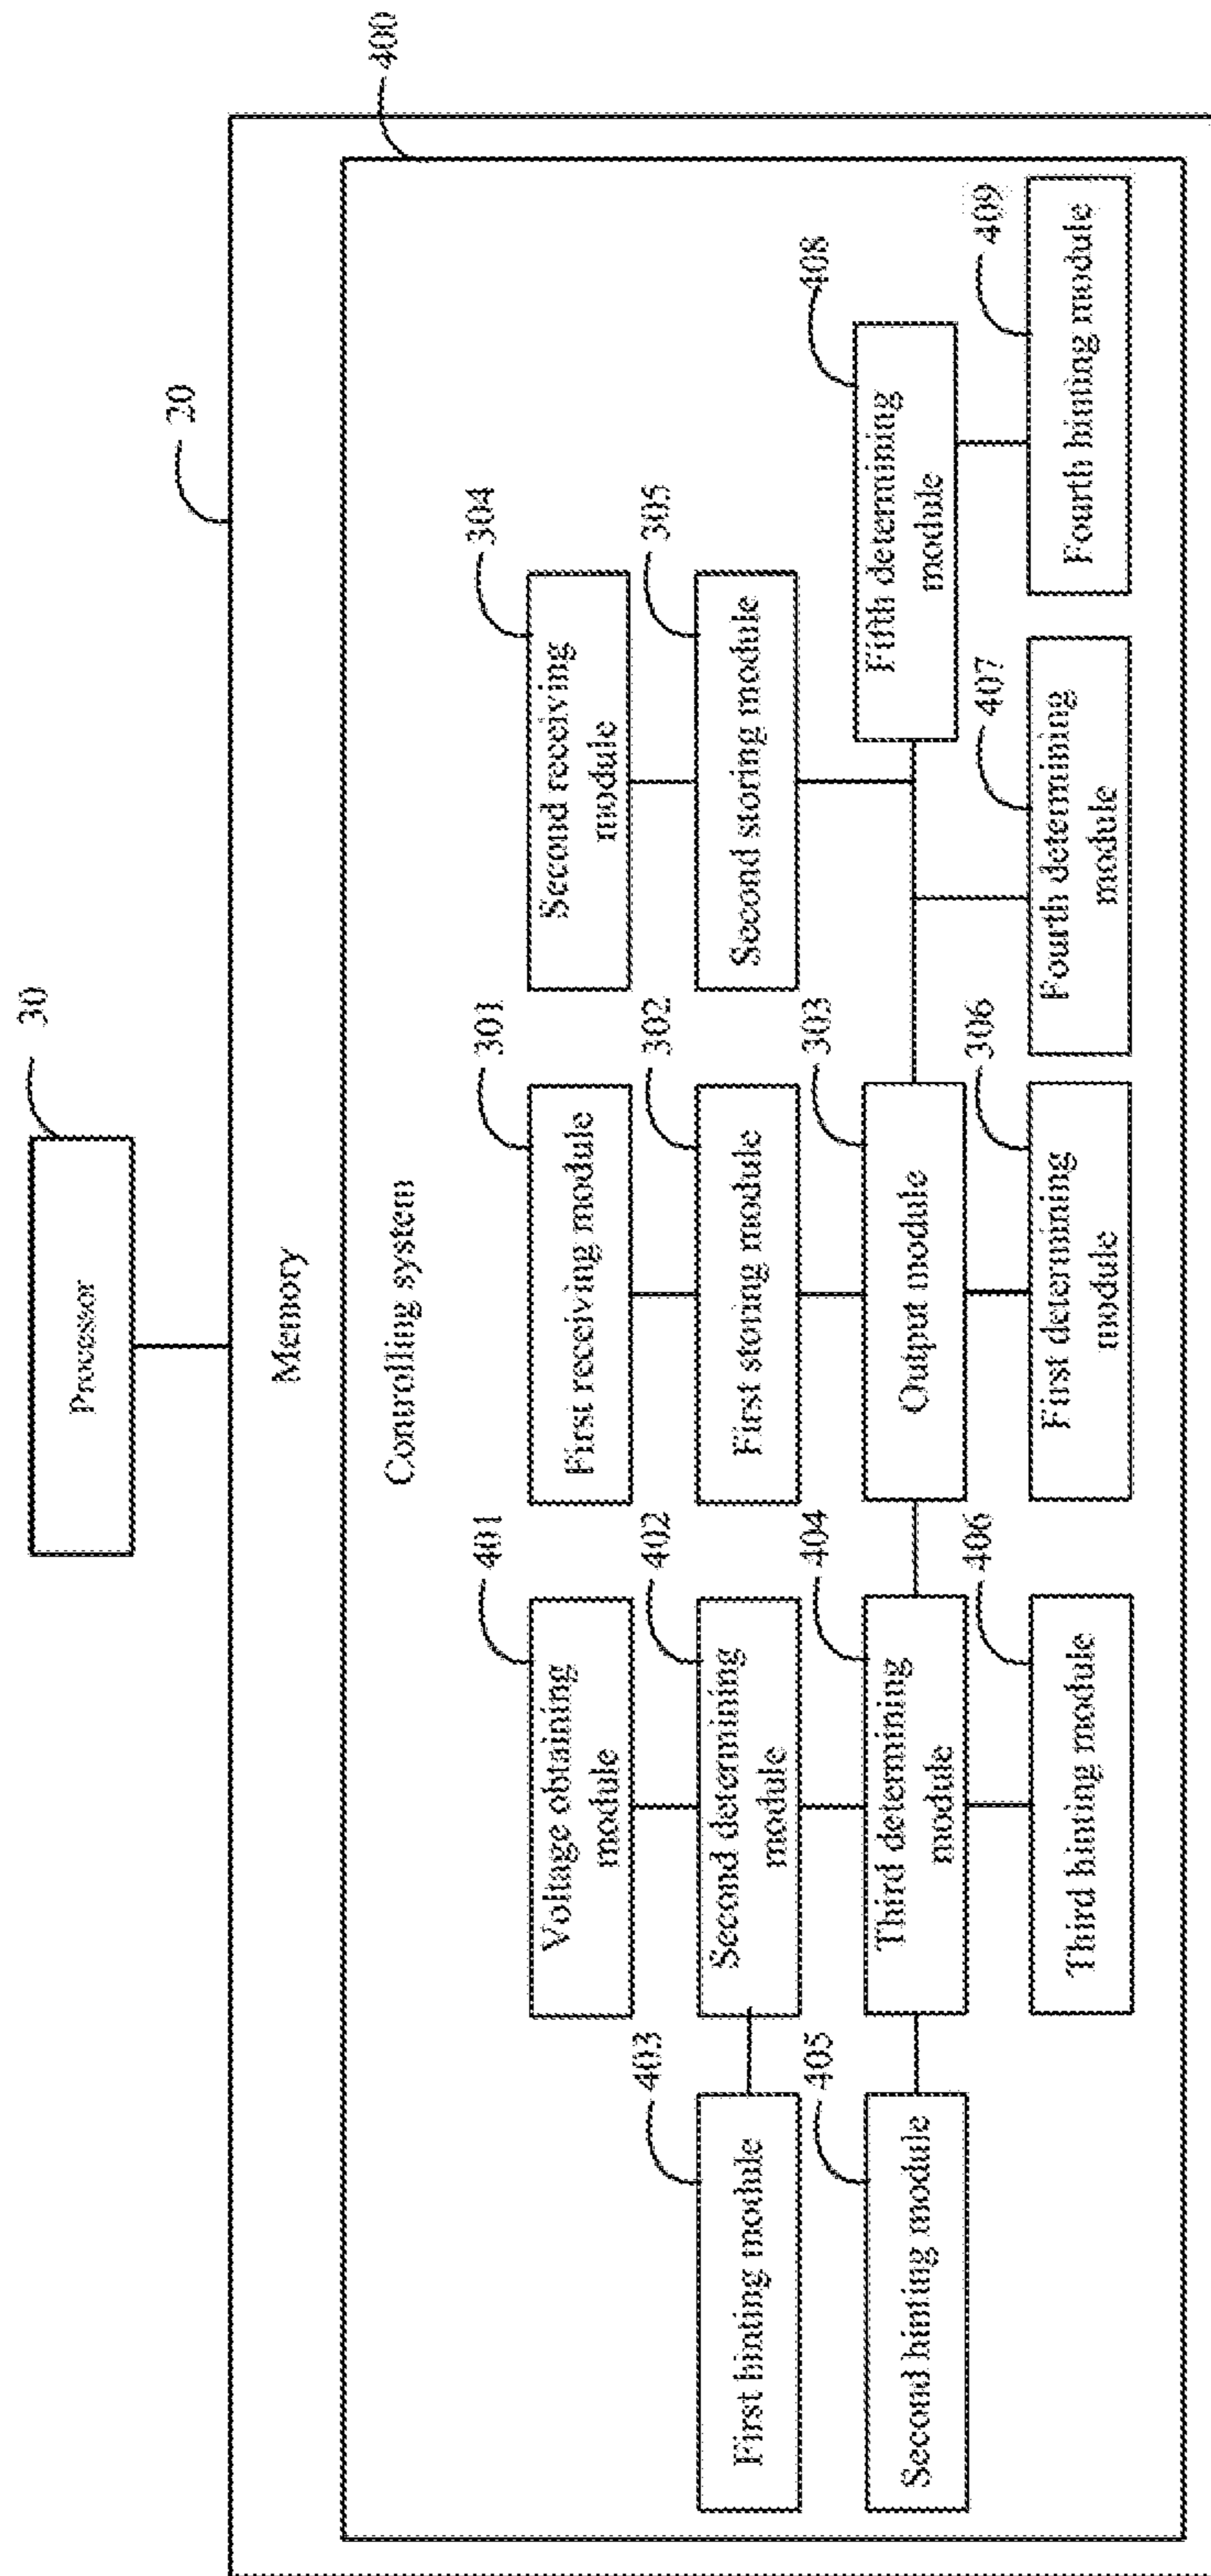 Processor
30
20
Memory
400
Controlling system
Voltage obtaining
module
401
First receiving module
301
Second receiving
module
304
First hinting module
403
Second determining
module
402
First storing module
302
Second storing module
305
Second hinting module
405
Third determining
module
404
Output module
303
Fifth determining
module
408
Third hinting module
406
First determining
module
306
Fourth determining
module
407
Fourth hinting module
409